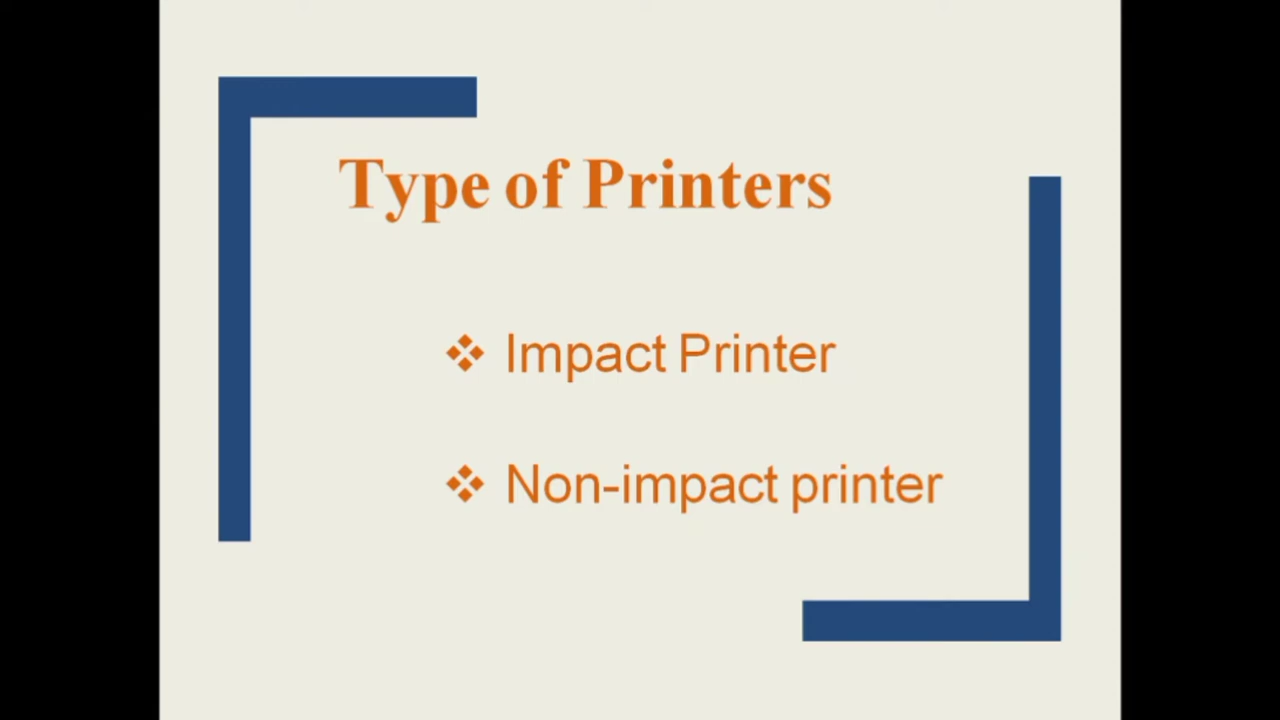 Type of Printers
❖ Impact Printer
❖ Non-impact printer